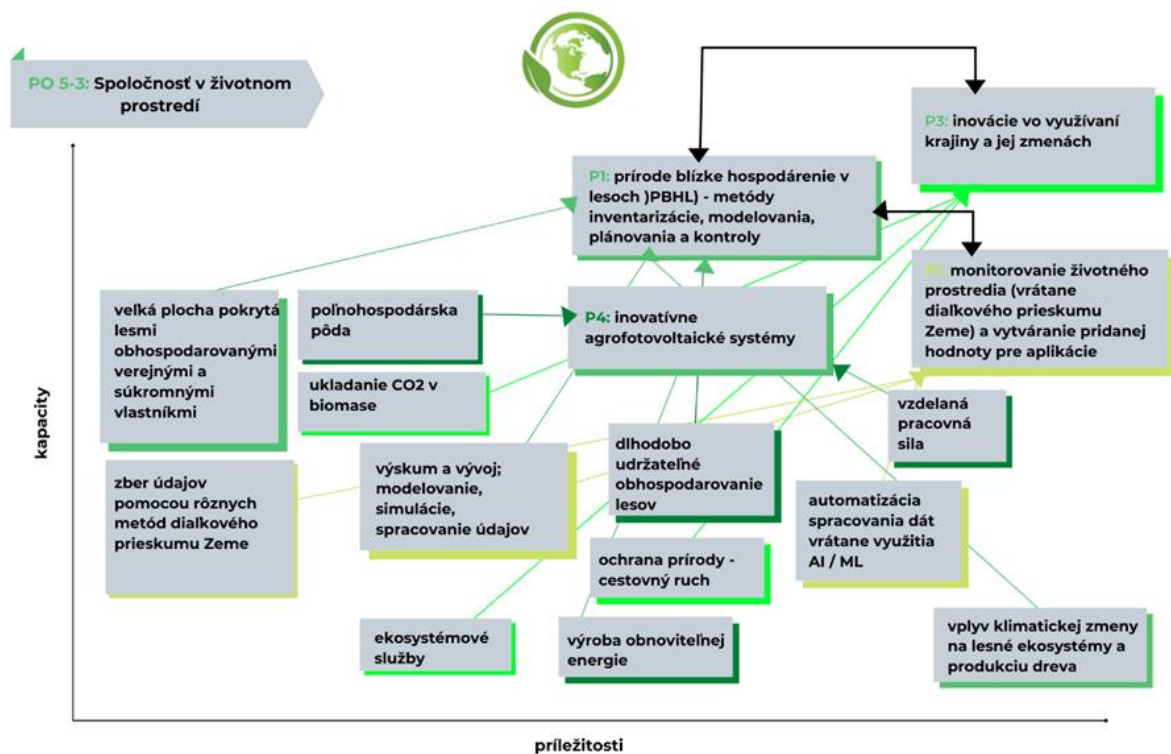 PO 5-3: Spoločnosť v životnom
prostredí
P3: inovácie vo využívaní
krajiny a jej zmenách
P1: prírode blízke hospodárenie v
lesoch )PBHL) - metódy
inventarizácie, modelovania,
plánovania a kontroly
monitorovanie životného
prostredia (vrátane
diaľkového prieskumu
Zeme) a vytváranie pridanej
hodnoty pre aplikácie
P4: inovatívne
agrofotovoltaické systémy
veľká plocha pokrytá
lesmi
obhospodarovanými
verejnými a
súkromnými
vlastníkmi
poľnohospodárska
pôda
ukladanie CO2 v
biomase
vzdelaná
pracovná
sila
zber údajov
pomocou rôznych
metód diaľkového
prieskumu Zeme
výskum a vývoj;
modelovanie,
simulácie,
spracovanie údajov
dlhodobo
udržateľné
obhospodarovanie
lesov
automatizácia
spracovania dát
vrátane využitia
AI / ML
ochrana prírody -
cestovný ruch
ekosystémové
služby
výroba obnoviteľnej
energie
vplyv klimatickej zmeny
na lesné ekosystémy a
produkciu dreva
kapacity
príležitosti